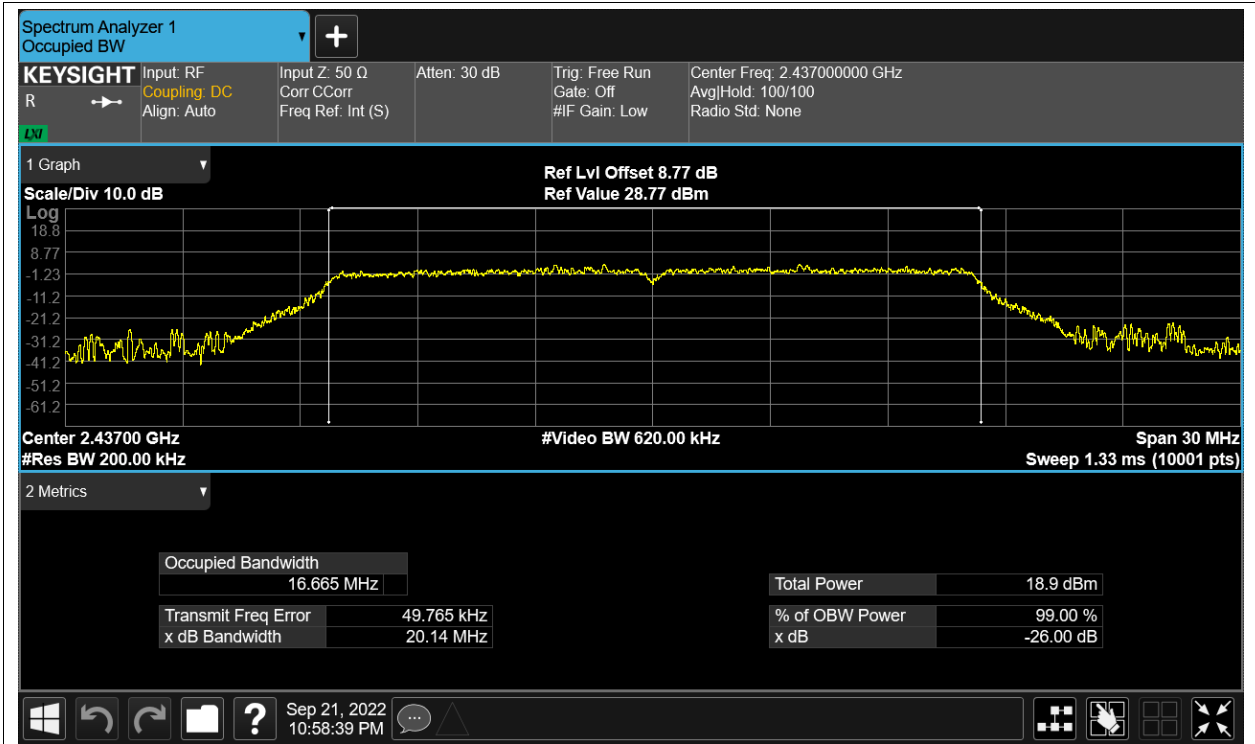 Spectrum Analyzer 1
Occupied BW
KEYSIGHT
R
LXI
Input: RF
Coupling: DC
Align: Auto
Input Z: 50 Ω
Corr CCorr
Freq Ref: Int (S)
Atten: 30 dB
Trig: Free Run
Gate: Off
#IF Gain: Low
Center Freq: 2.437000000 GHz
Avg|Hold: 100/100
Radio Std: None
1 Graph
Scale/Div 10.0 dB
Ref Lvl Offset 8.77 dB
Ref Value 28.77 dBm
Log
18.8
8.77
-1.23
-11.2
-21.2
-31.2
-41.2
-51.2
-61.2
Center 2.43700 GHz
#Video BW 620.00 kHz
Span 30 MHz
#Res BW 200.00 kHz
Sweep 1.33 ms (10001 pts)
2 Metrics
Occupied Bandwidth
16.665 MHz
Total Power 18.9 dBm
Transmit Freq Error 49.765 kHz
% of OBW Power 99.00 %
x dB Bandwidth 20.14 MHz
x dB -26.00 dB
?
Sep 21, 2022
10:58:39 PM